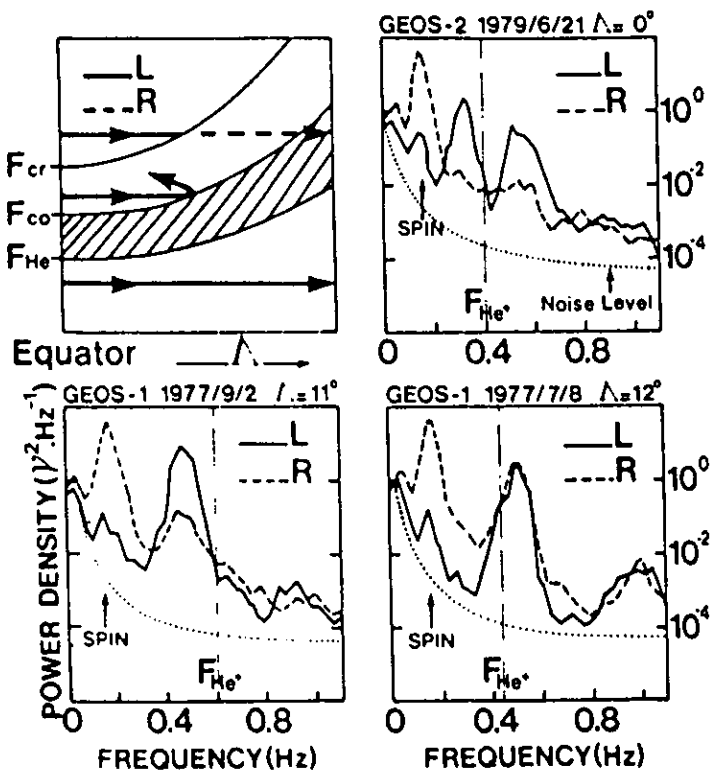 GEOS-2 1979/6/21 Λ= 0°
L
R
Fcr
Fco
FHe
Equator Λ
L
R
10⁰
10⁻²
10⁻⁴
SPIN
FHe⁺
Noise Level
0 0.4 0.8
GEOS-1 1977/9/2 Λ.=11°
L
R
SPIN
FHe⁺
POWER DENSITY (γ².Hz⁻¹)
0 0.4 0.8
FREQUENCY(Hz)
GEOS-1 1977/7/8 Λ=12°
L
R
10⁰
10⁻²
10⁻⁴
SPIN
FHe⁺
0 0.4 0.8
FREQUENCY(Hz)